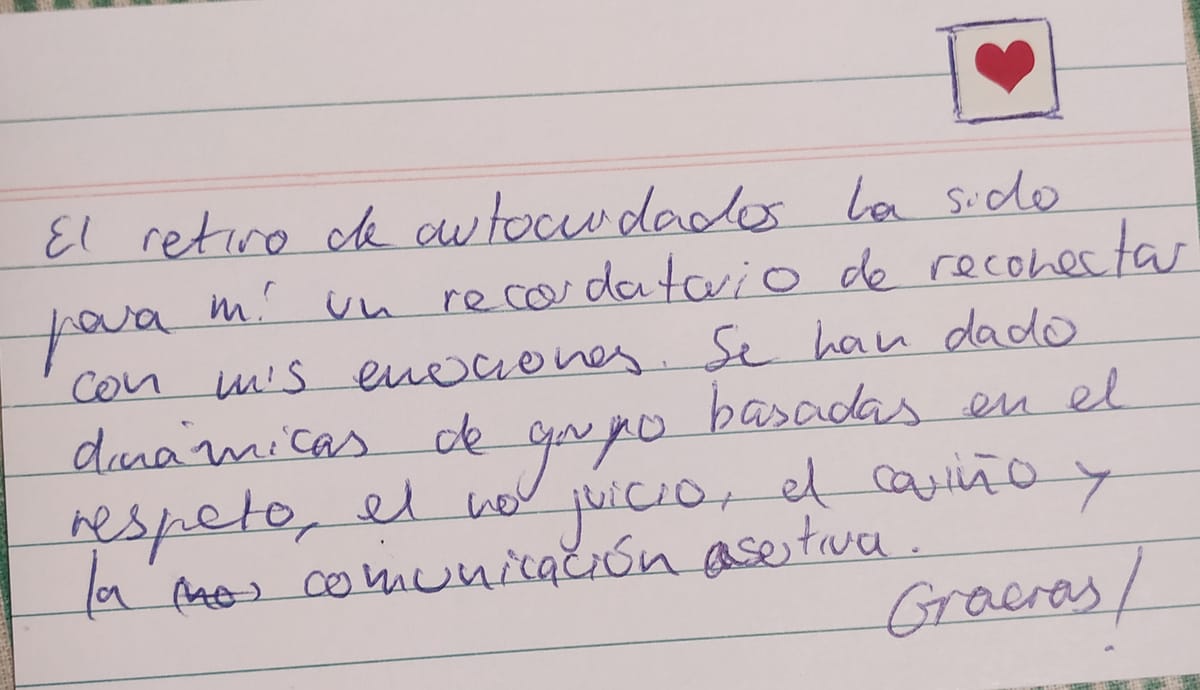 El retiro de autocuidados ha sido
para mí un recordatorio de reconectar
con mis emociones. Se han dado
dinámicas de grupo basadas en el
respeto, el no juicio, el cariño y
la comunicación asertiva.
Gracias!